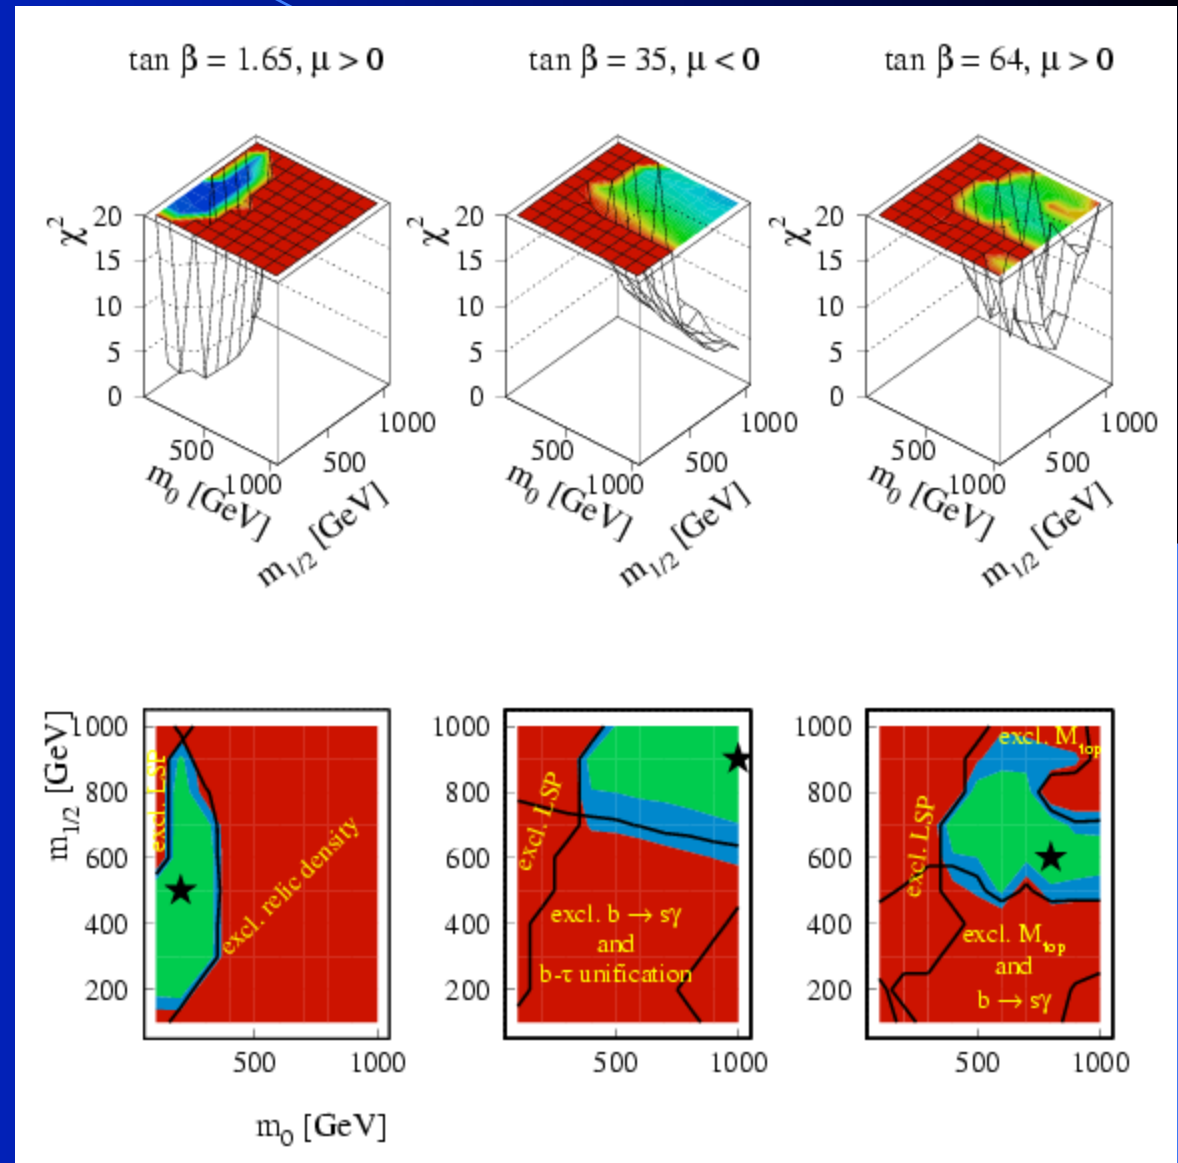 tan β = 1.65, μ > 0
tan β = 35, μ < 0
tan β = 64, μ > 0
χ²
20
15
10
5
0
500
1000
m₀ [GeV]
500
1000
m₁/₂ [GeV]
χ²
20
15
10
5
0
500
1000
m₀ [GeV]
500
1000
m₁/₂ [GeV]
χ²
20
15
10
5
0
500
1000
m₀ [GeV]
500
1000
m₁/₂ [GeV]
m₁/₂ [GeV]
1000
800
600
400
200
excl. LSP
excl. relic density
500
1000
m₀ [GeV]
1000
800
600
400
200
excl. LSP
excl. b → sγ
and
b-τ unification
500
1000
1000
800
600
400
200
excl. M_top
excl. LSP
excl. M_top
and
b → sγ
500
1000